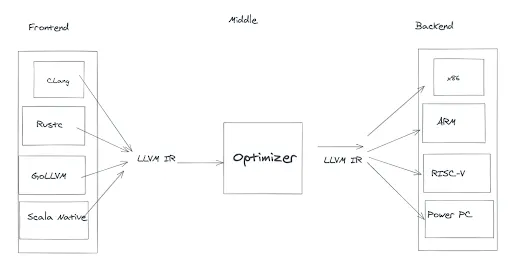 Frontend
Middle
Backend
CLang
Rustc
GoLLVM
Scala Native
LLVM IR
Optimizer
LLVM IR
x86
ARM
RISC-V
Power PC